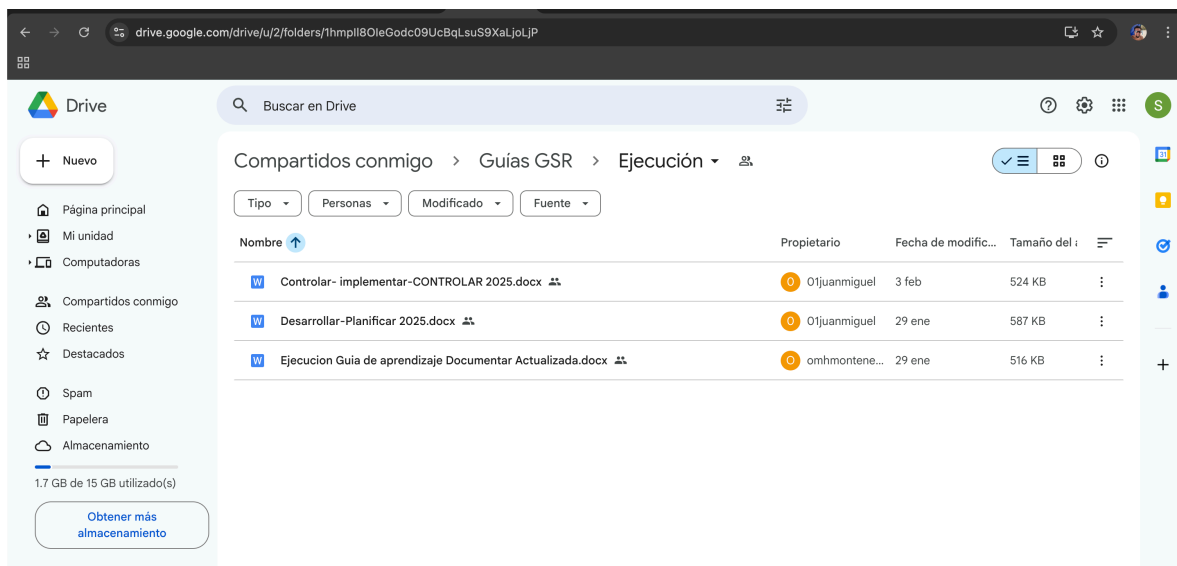 drive.google.com/drive/u/2/folders/1hmpIl8OleGodc09UcBqLsuS9XaLjoLjP
Drive
Buscar en Drive
S
Nuevo
Compartidos conmigo > Guías GSR > Ejecución
31
Tipo Personas Modificado Fuente
Página principal
Mi unidad
Computadoras
Compartidos conmigo
Recientes
Destacados
Spam
Papelera
Almacenamiento
1.7 GB de 15 GB utilizado(s)
Obtener más
almacenamiento
Nombre Propietario Fecha de modific... Tamaño del
W Controlar- implementar-CONTROLAR 2025.docx O 01juanmiguel 3 feb 524 KB
W Desarrollar-Planificar 2025.docx O 01juanmiguel 29 ene 587 KB
W Ejecucion Guia de aprendizaje Documentar Actualizada.docx O omhmontene... 29 ene 516 KB